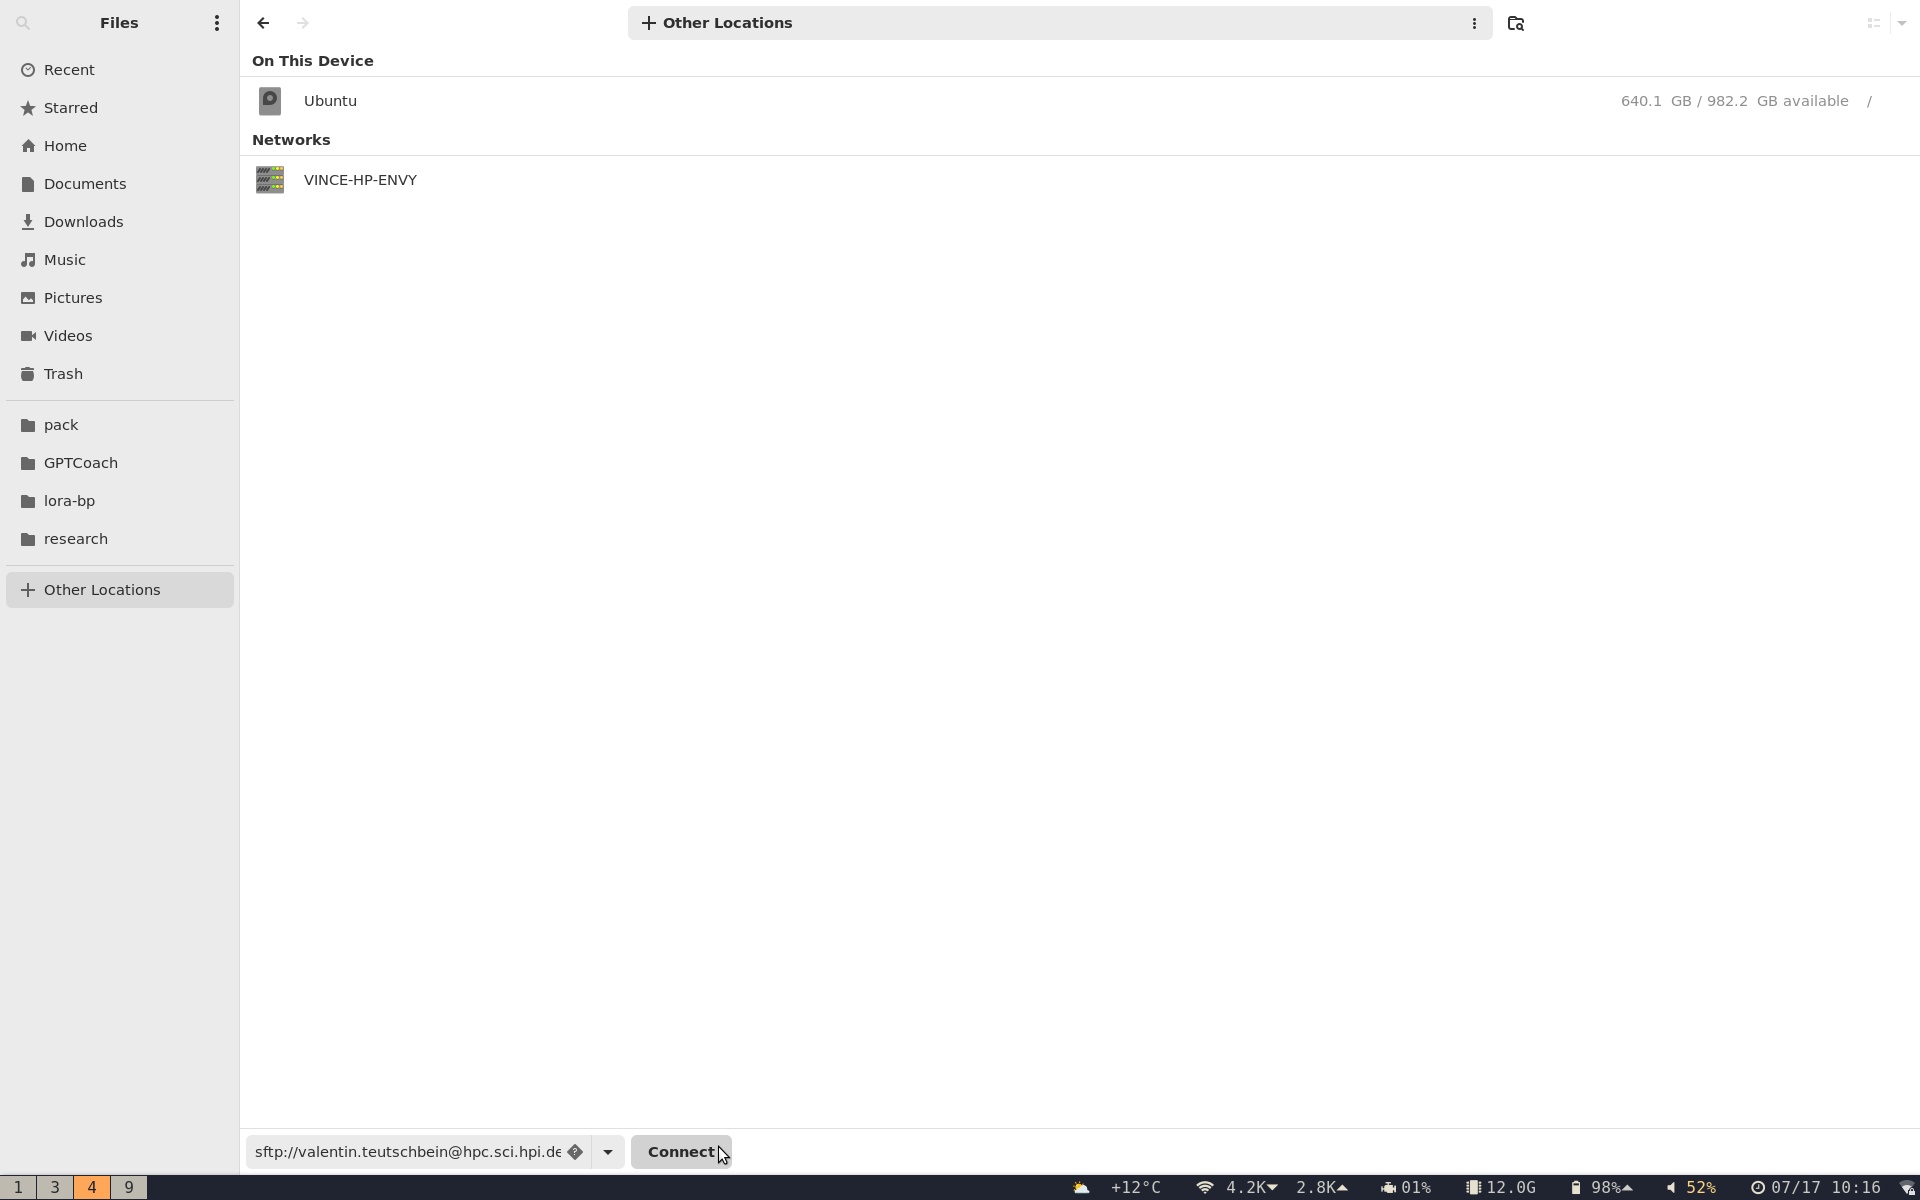 Files
Recent
Starred
Home
Documents
Downloads
Music
Pictures
Videos
Trash
pack
GPTCoach
lora-bp
research
Other Locations
Other Locations
On This Device
Ubuntu 640.1 GB / 982.2 GB available /
Networks
VINCE-HP-ENVY
sftp://valentin.teutschbein@hpc.sci.hpi.de Connect
1 3 4 9 +12°C 4.2K 2.8K 01% 12.0G 98% 52% 07/17 10:16